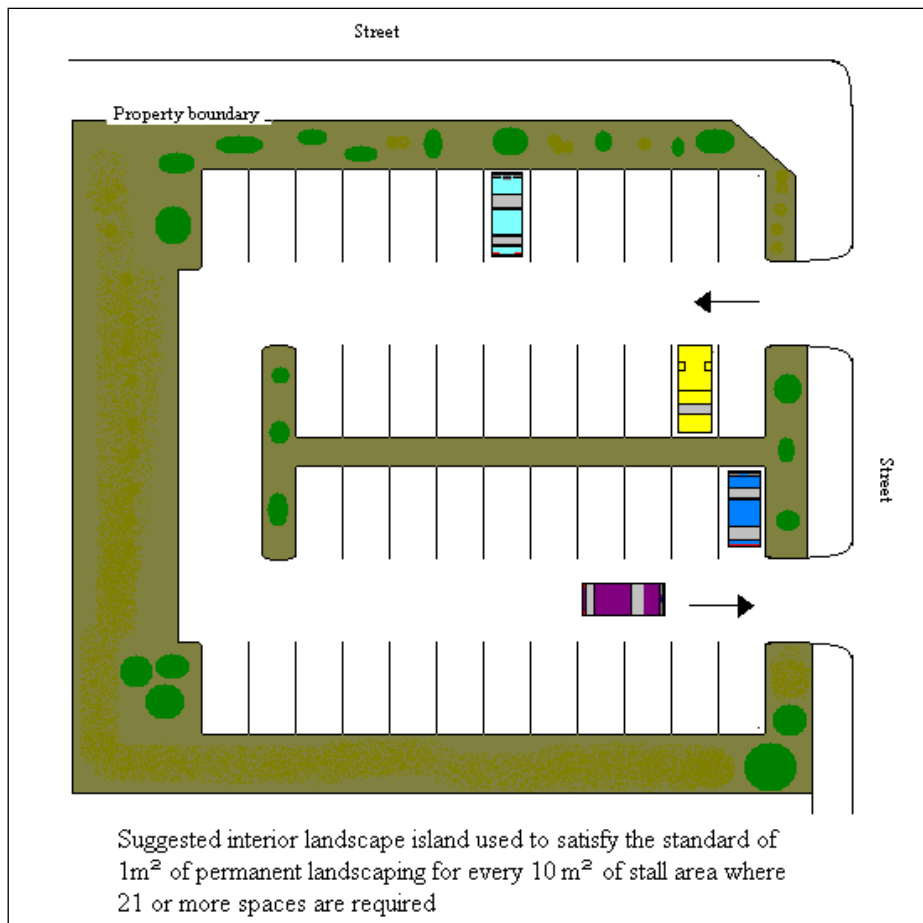 Street
Property boundary
Street
Suggested interior landscape island used to satisfy the standard of
1m² of permanent landscaping for every 10 m² of stall area where
21 or more spaces are required